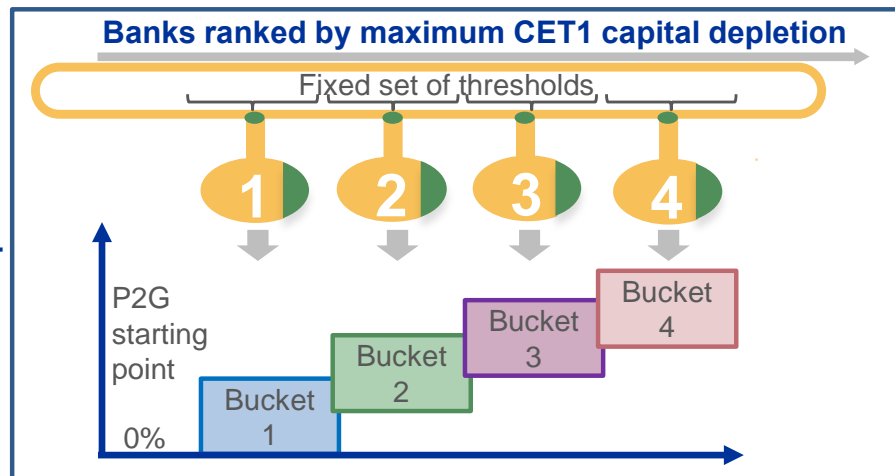 Banks ranked by maximum CET1 capital depletion
Fixed set of thresholds
1 2 3 4
P2G
starting
point
0%
Bucket
1
Bucket
2
Bucket
3
Bucket
4